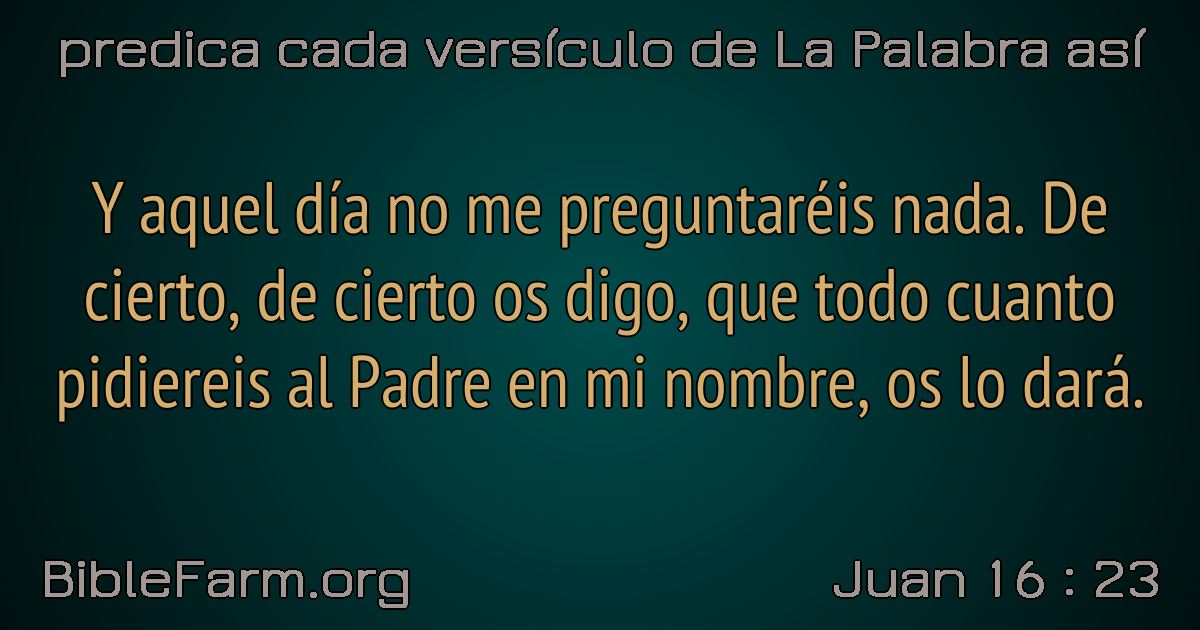 predica cada versículo de La Palabra así
Y aquel día no me preguntaréis nada. De
cierto, de cierto os digo, que todo cuanto
pidiereis al Padre en mi nombre, os lo dará.
BibleFarm.org
Juan 16 : 23